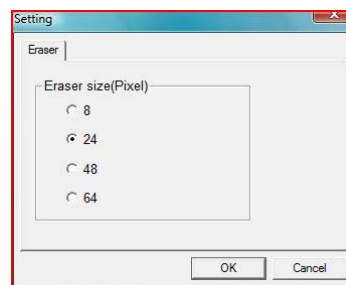 Setting
Eraser
Eraser size(Pixel)
8
24
48
64
OK Cancel